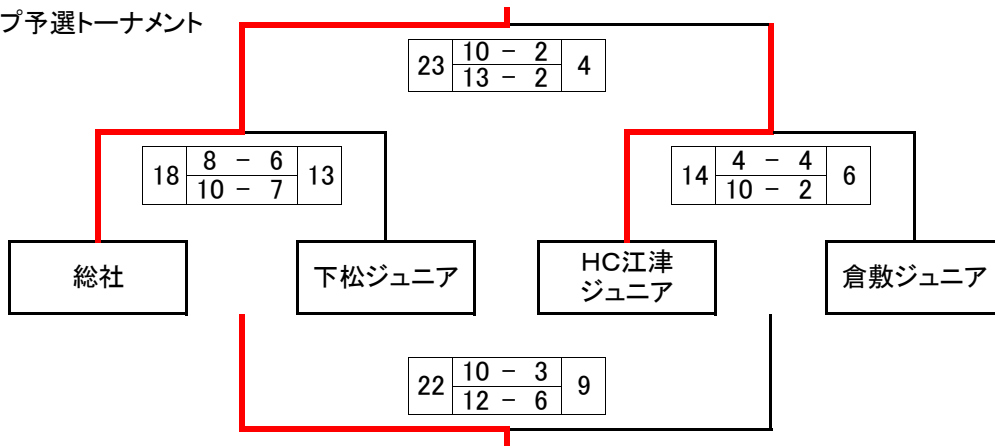 プ予選トーナメント
23 10 - 2 4
13 - 2
18 8 - 6 13
10 - 7
14 4 - 4 6
10 - 2
総社
下松ジュニア
HC江津
ジュニア
倉敷ジュニア
22 10 - 3 9
12 - 6